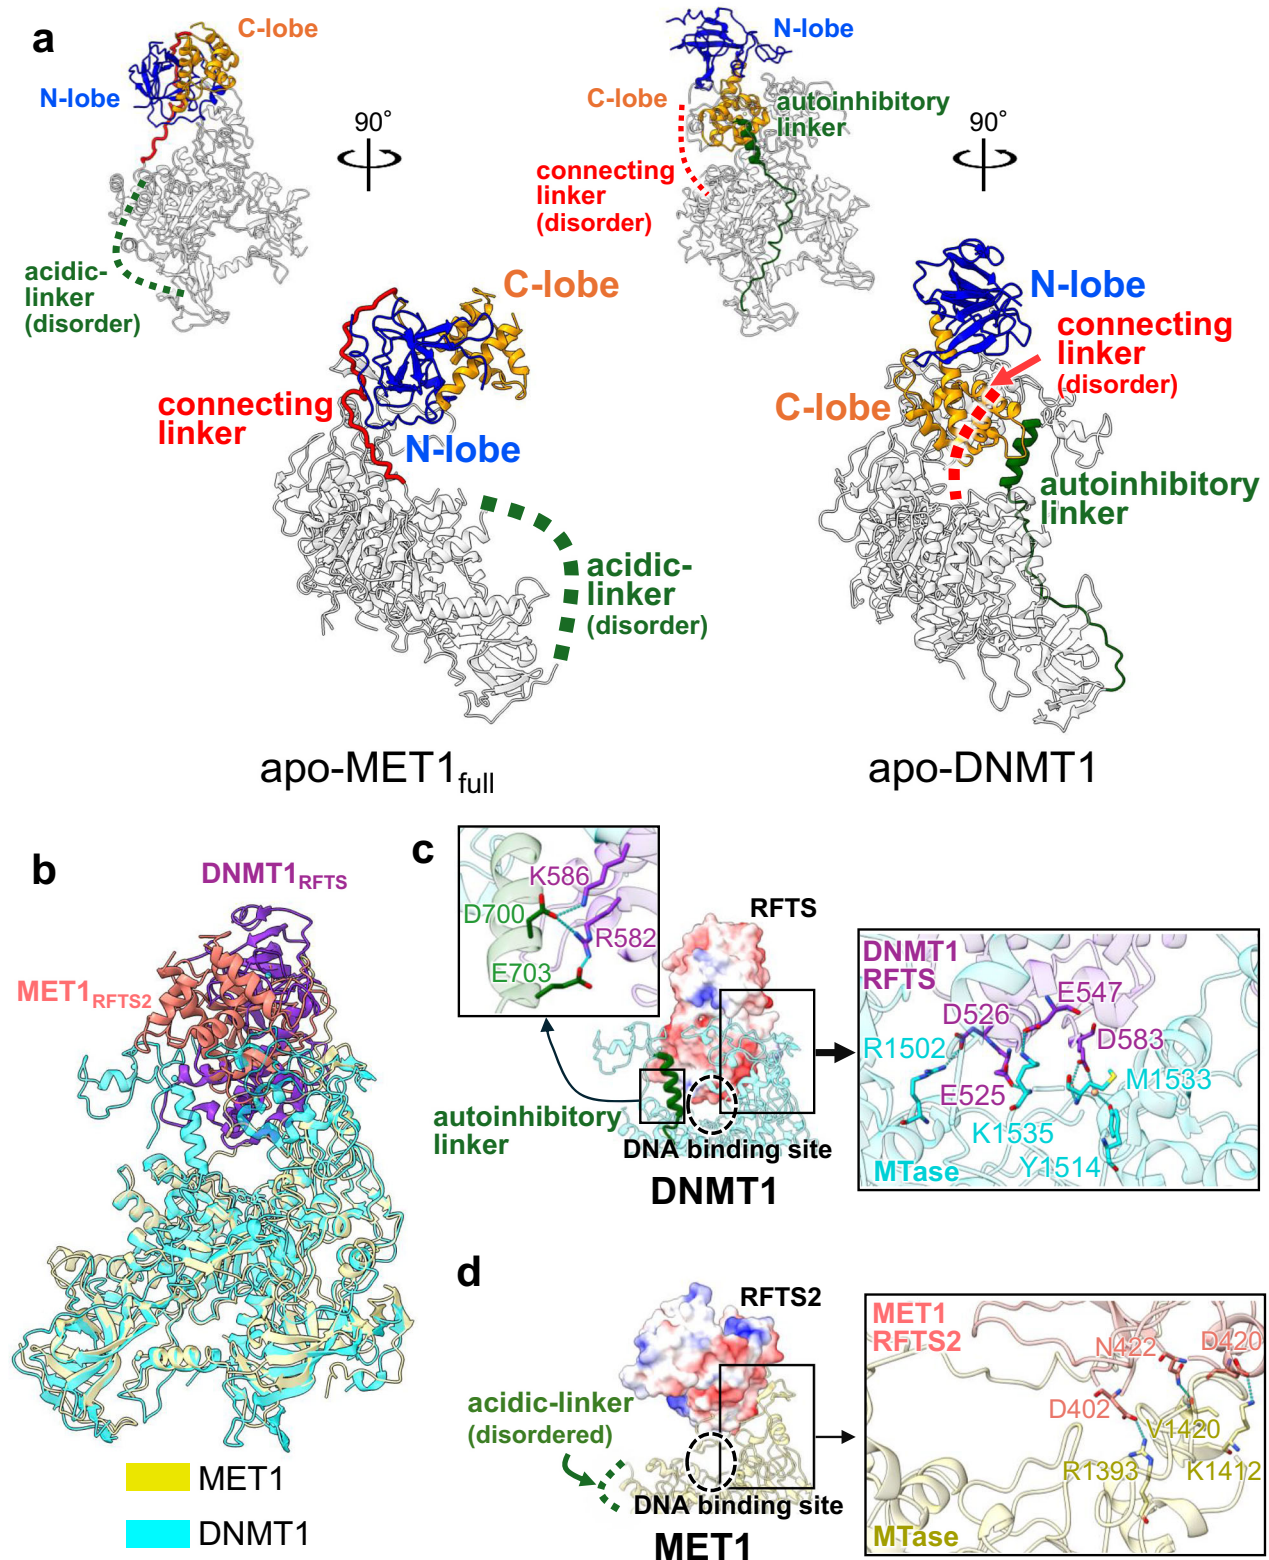 a
C-lobe
N-lobe
90°
acidic-
linker
(disorder)
C-lobe
connecting
linker
N-lobe
acidic-
linker
(disorder)
apo-MET1full
N-lobe
C-lobe
autoinhibitory
linker
connecting
linker
(disorder)
90°
N-lobe
connecting
linker
(disorder)
C-lobe
autoinhibitory
linker
apo-DNMT1
b
DNMT1RFTS
MET1RFTS2
MET1
DNMT1
c
K586
D700
R582
E703
RFTS
autoinhibitory
linker
DNA binding site
DNMT1
DNMT1
RFTS
E547
D526
D583
R1502
M1533
E525
K1535
Y1514
MTase
d
RFTS2
acidic-linker
(disordered)
DNA binding site
MET1
MET1
RFTS2
N422
D420
D402
V1420
R1393
K1412
MTase